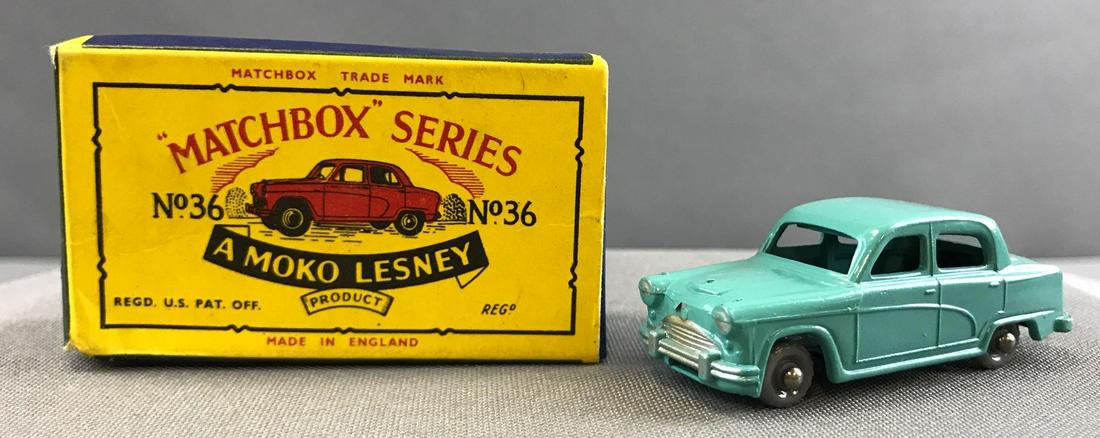 MATCHBOX TRADE MARK
"MATCHBOX" SERIES
Nº36 Nº36
A MOKO LESNEY
PRODUCT
REGD. U.S. PAT. OFF. REGᴰ
MADE IN ENGLAND